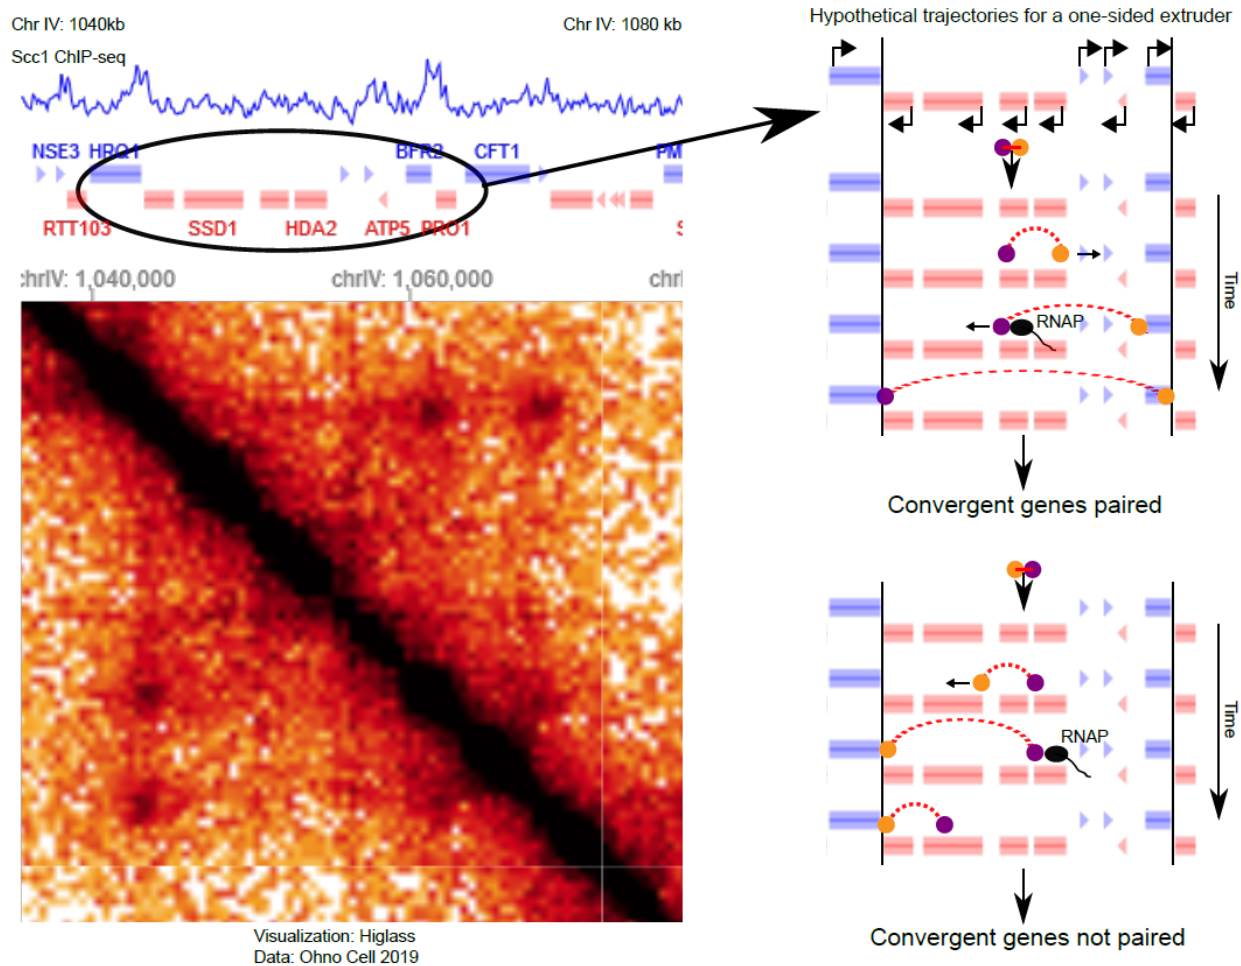 Chr IV: 1040kb
Chr IV: 1080 kb
Scc1 ChIP-seq
NSE3 HRQ1 BFR2 CFT1 PM
RTT103 SSD1 HDA2 ATP5 PRO1 S
chrIV: 1,040,000 chrIV: 1,060,000 chrI
Visualization: Higlass
Data: Ohno Cell 2019
Hypothetical trajectories for a one-sided extruder
RNAP
Time
Convergent genes paired
RNAP
Time
Convergent genes not paired